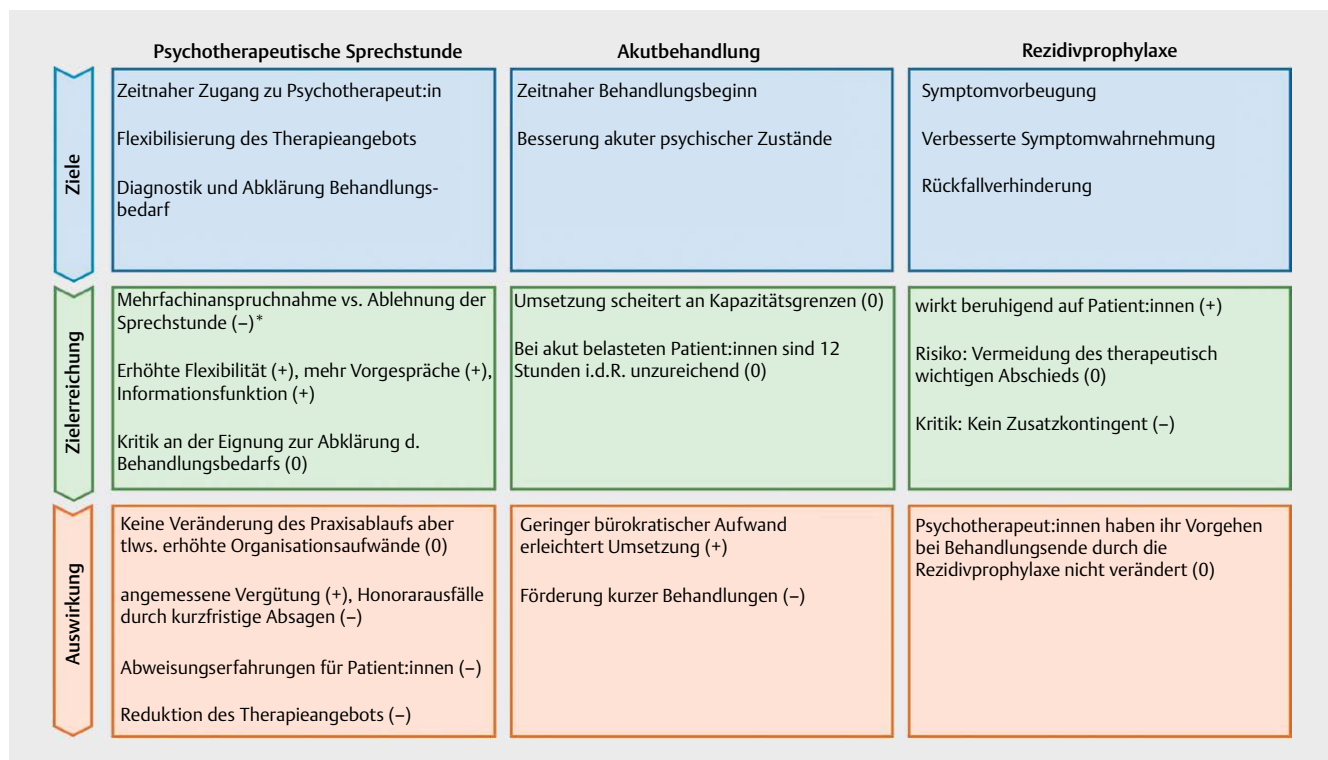 Psychotherapeutische Sprechstunde
Akutbehandlung
Rezidivprophylaxe
Ziele
Zeitnaher Zugang zu Psychotherapeut:in
Flexibilisierung des Therapieangebots
Diagnostik und Abklärung Behandlungs-
bedarf
Zeitnaher Behandlungsbeginn
Besserung akuter psychischer Zustände
Symptomvorbeugung
Verbesserte Symptomwahrnehmung
Rückfallverhinderung
Zielerreichung
Mehrfachinanspruchnahme vs. Ablehnung der
Sprechstunde (–)*
Erhöhte Flexibilität (+), mehr Vorgespräche (+),
Informationsfunktion (+)
Kritik an der Eignung zur Abklärung d.
Behandlungsbedarfs (0)
Umsetzung scheitert an Kapazitätsgrenzen (0)
Bei akut belasteten Patient:innen sind 12
Stunden i.d.R. unzureichend (0)
wirkt beruhigend auf Patient:innen (+)
Risiko: Vermeidung des therapeutisch
wichtigen Abschieds (0)
Kritik: Kein Zusatzkontingent (–)
Auswirkung
Keine Veränderung des Praxisablaufs aber
tlws. erhöhte Organisationsaufwände (0)
angemessene Vergütung (+), Honorarausfälle
durch kurzfristige Absagen (–)
Abweisungserfahrungen für Patient:innen (–)
Reduktion des Therapieangebots (–)
Geringer bürokratischer Aufwand
erleichtert Umsetzung (+)
Förderung kurzer Behandlungen (–)
Psychotherapeut:innen haben ihr Vorgehen
bei Behandlungsende durch die
Rezidivprophylaxe nicht verändert (0)